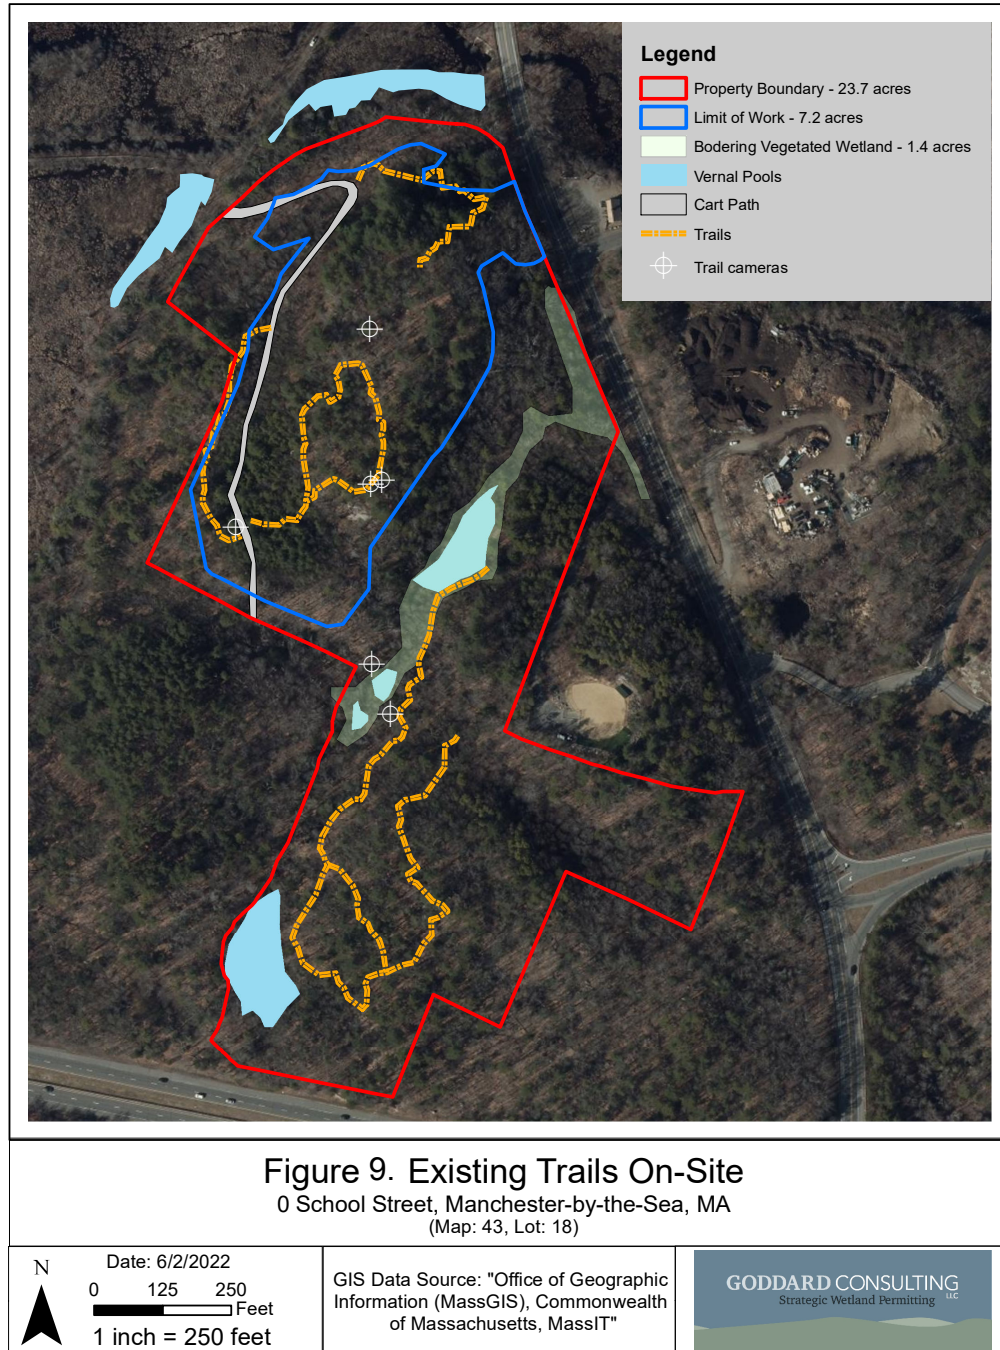 Legend
Property Boundary - 23.7 acres
Limit of Work - 7.2 acres
Bodering Vegetated Wetland - 1.4 acres
Vernal Pools
Cart Path
Trails
Trail cameras
Figure 9. Existing Trails On-Site
0 School Street, Manchester-by-the-Sea, MA
(Map: 43, Lot: 18)
N
Date: 6/2/2022
0 125 250
Feet
1 inch = 250 feet
GIS Data Source: "Office of Geographic
Information (MassGIS), Commonwealth
of Massachusetts, MassIT"
GODDARD CONSULTING
LLC
Strategic Wetland Permitting